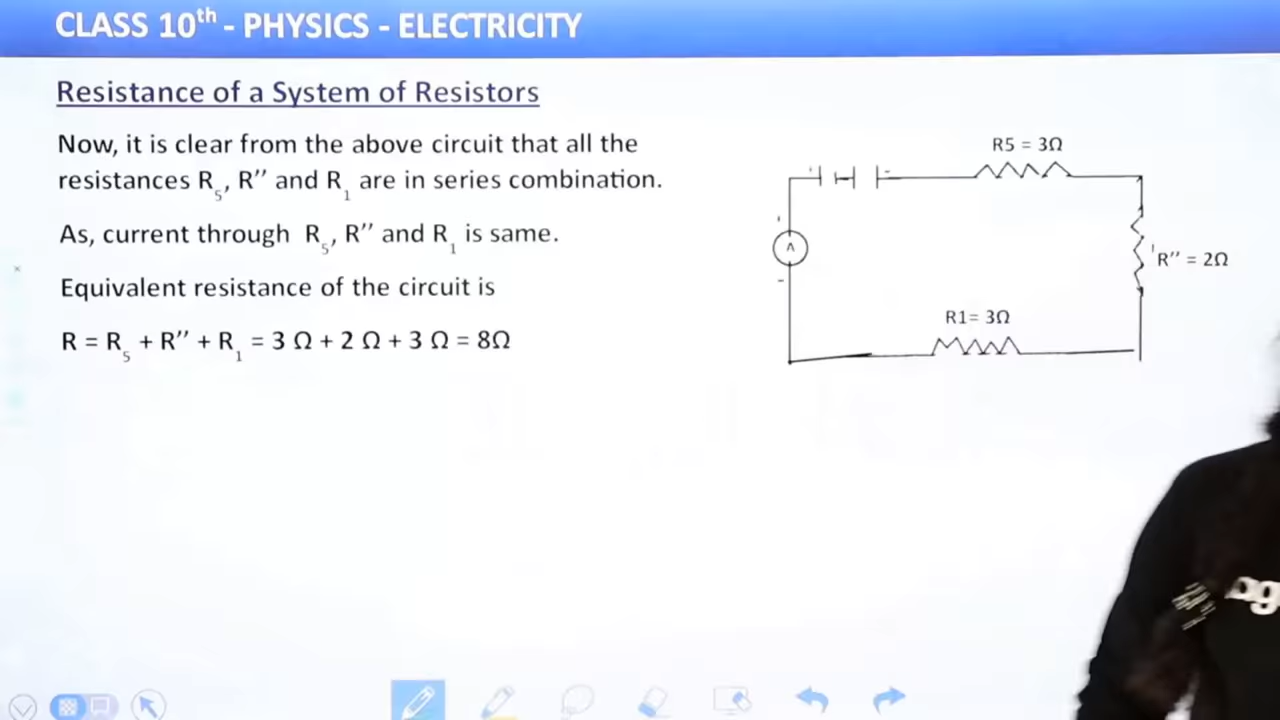 CLASS 10th - PHYSICS - ELECTRICITY
Resistance of a System of Resistors
Now, it is clear from the above circuit that all the
resistances R5, R″ and R1 are in series combination.
As, current through R5, R″ and R1 is same.
Equivalent resistance of the circuit is
R = R5 + R″ + R1 = 3 Ω + 2 Ω + 3 Ω = 8Ω
R5 = 3Ω
A
R″ = 2Ω
R1= 3Ω